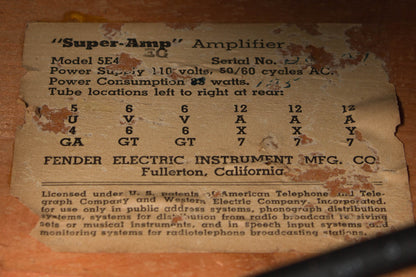 "Super-Amp" Amplifier
Model 5E4 Serial No.
Power Supply 110 volts, 50/60 cycles AC.
Power Consumption watts.
Tube locations left to right at rear:
5 6 6 12 12 12
U V V A A A
4 6 6 X X Y
GA GT GT 7 7 7
FENDER ELECTRIC INSTRUMENT MFG. CO.
Fullerton, California
Licensed under U. S. patents of American Telephone and Tele-
graph Company and Western Electric Company, Incorporated,
for use only in public address systems, phonograph distribution
systems, systems for distribution from radio broadcast receiving
sets or musical instruments, and in speech input systems and
monitoring systems for radiotelephone broadcasting stations.